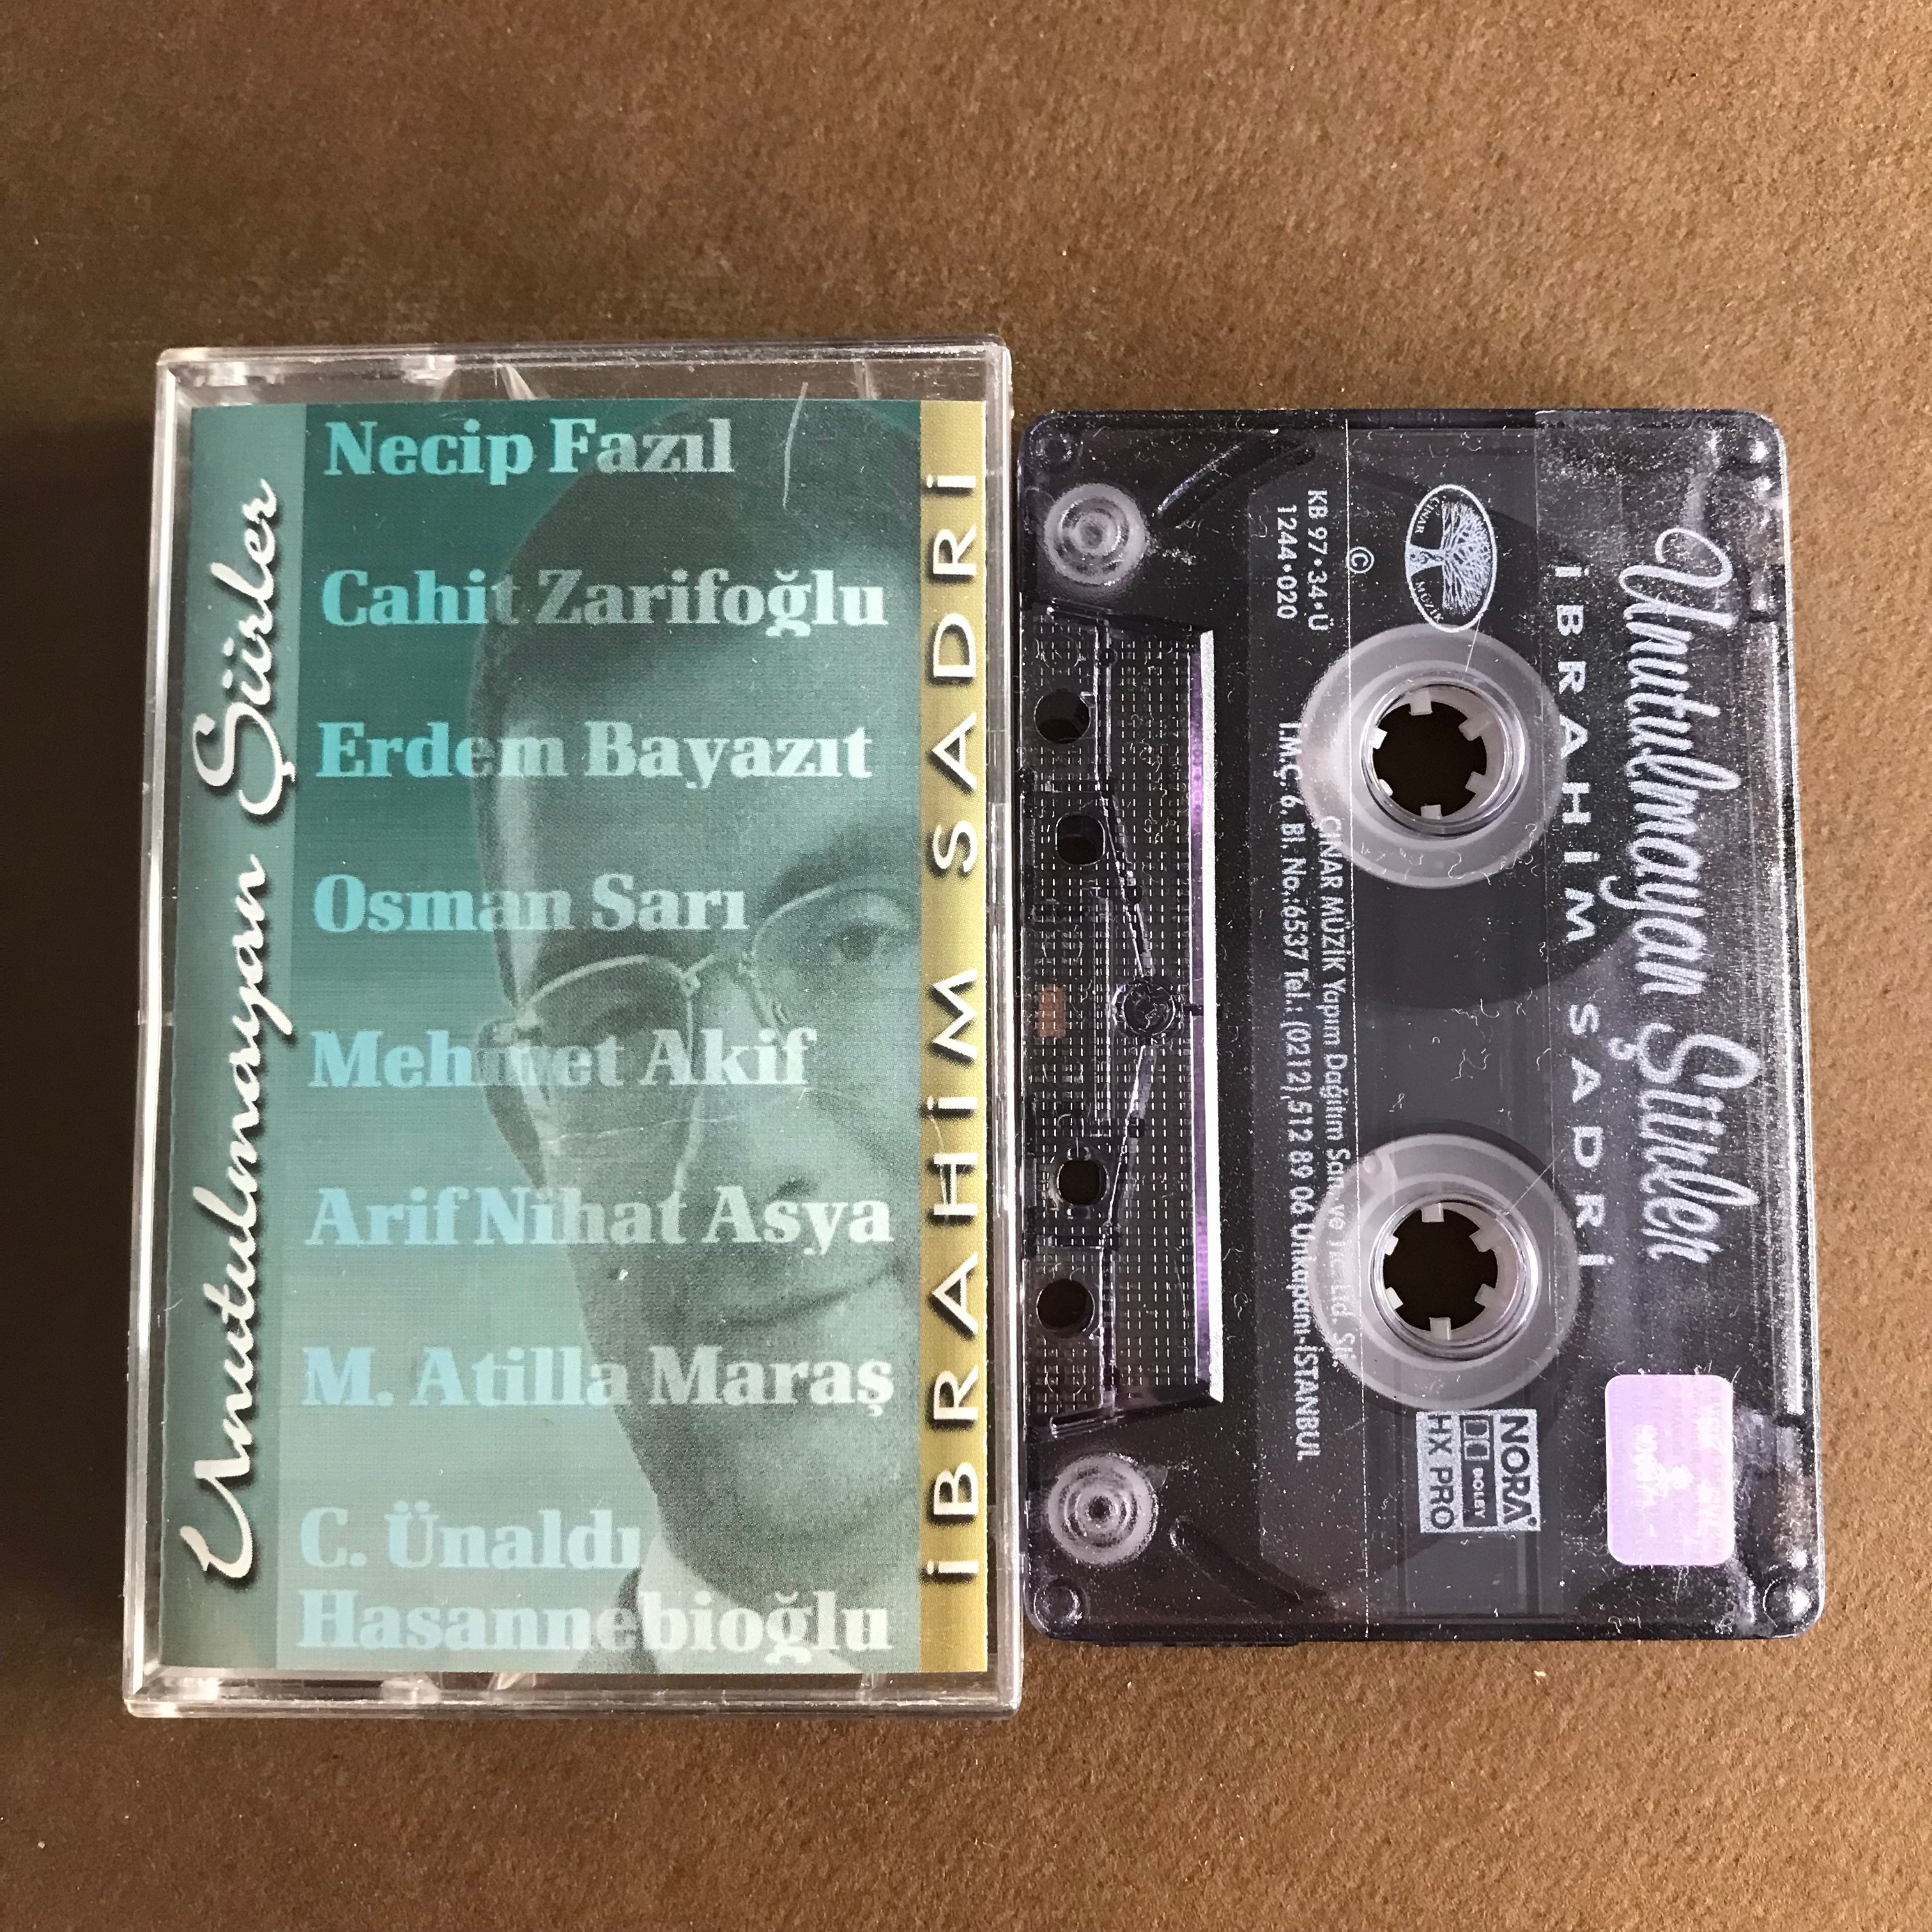 Unutulmayan Şiirler
Necip Fazıl
Cahit Zarifoğlu
Erdem Bayazıt
Osman Sarı
Mehmet Akif
Arif Nihat Asya
M. Atilla Maraş
C. Ünaldı
Hasannebioğlu
İBRAHİM SADRİ
Unutulmayan Şiirler
İBRAHİM SADRİ
ÇINAR
MÜZİK
©
KB 97·34·Ü
1244·020
ÇINAR MÜZİK Yapım Dağıtım San. ve Tic. Ltd. Şti.
İ.M.Ç. 6. Bl. No.:6537 Tel.: (0212) 512 89 06 Unkapanı-İSTANBUL
NORA
DOLBY
HX PRO